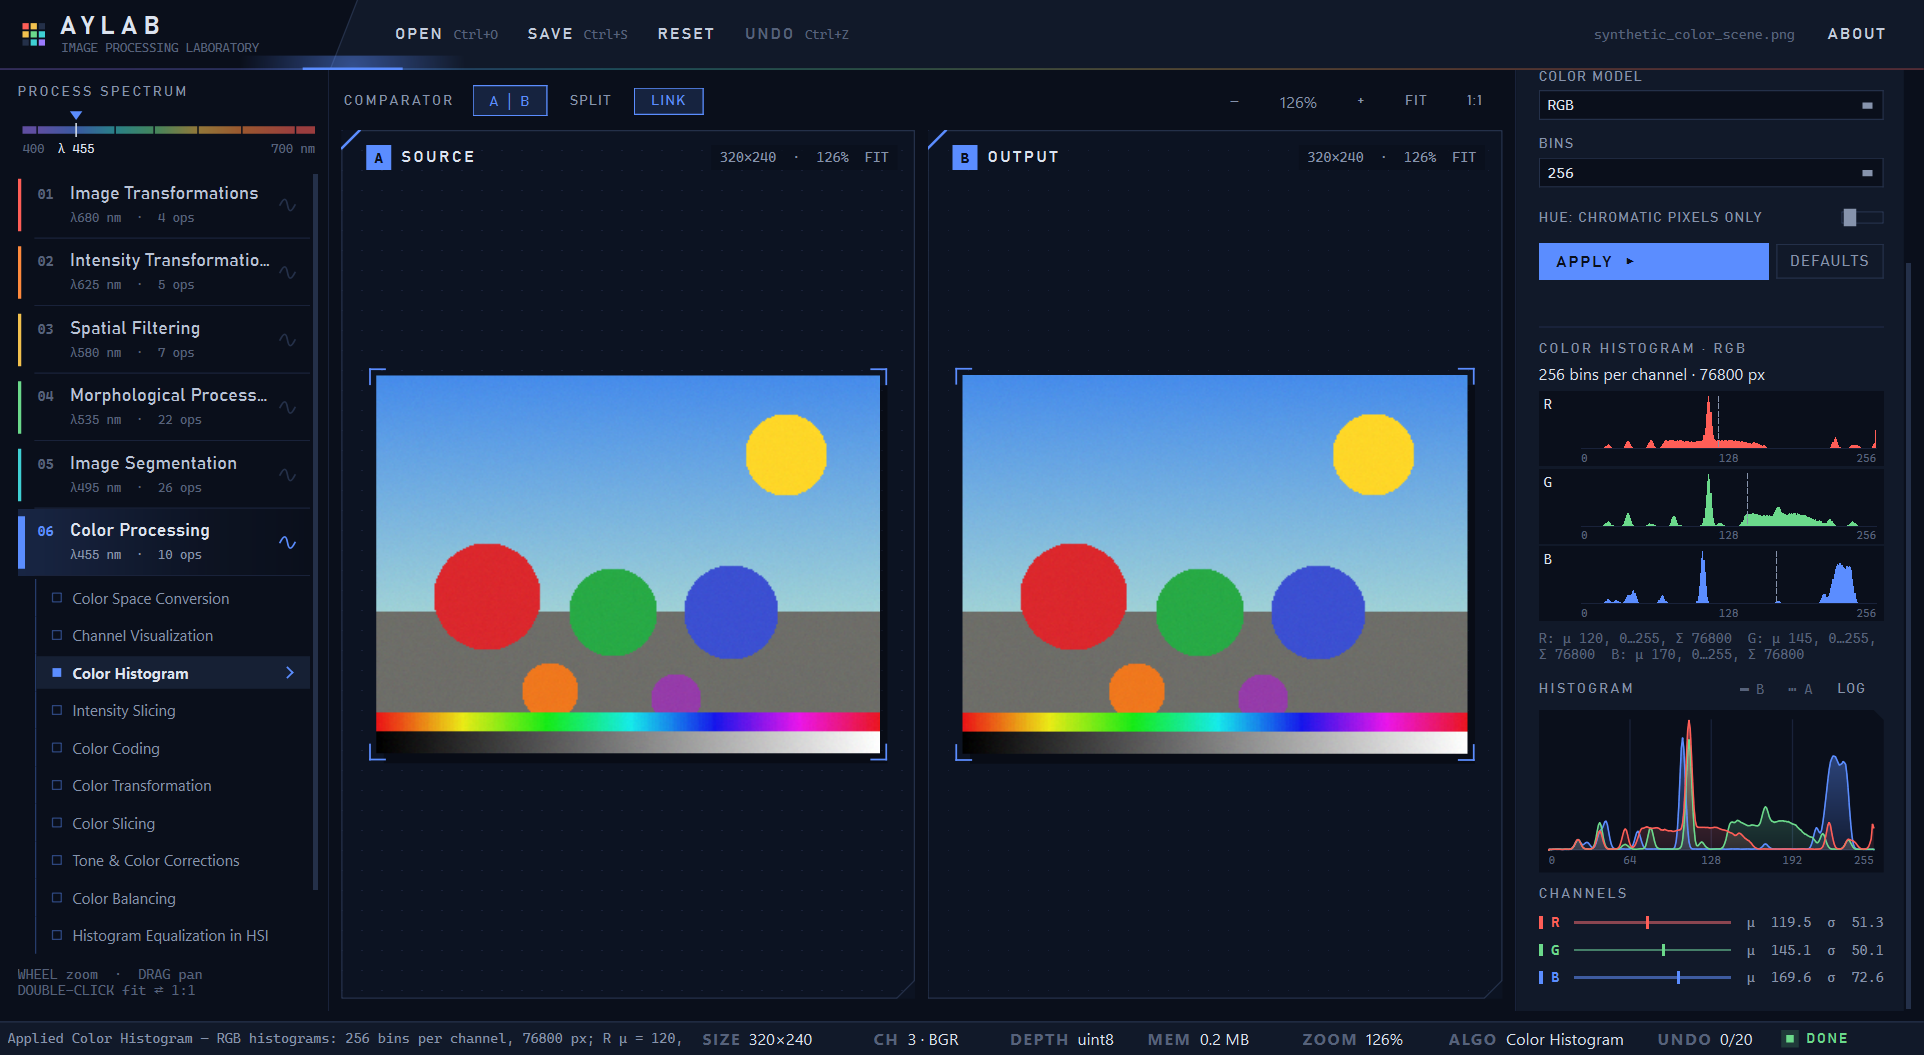 AYLAB
IMAGE PROCESSING LABORATORY
OPEN Ctrl+O SAVE Ctrl+S RESET UNDO Ctrl+Z
synthetic_color_scene.png ABOUT
PROCESS SPECTRUM
400 λ 455 700 nm
01 Image Transformations
λ680 nm · 4 ops
02 Intensity Transformatio...
λ625 nm · 5 ops
03 Spatial Filtering
λ580 nm · 7 ops
04 Morphological Process...
λ535 nm · 22 ops
05 Image Segmentation
λ495 nm · 26 ops
06 Color Processing
λ455 nm · 10 ops
Color Space Conversion
Channel Visualization
Color Histogram
Intensity Slicing
Color Coding
Color Transformation
Color Slicing
Tone & Color Corrections
Color Balancing
Histogram Equalization in HSI
WHEEL zoom · DRAG pan
DOUBLE-CLICK fit ⇄ 1:1
COMPARATOR A | B SPLIT LINK − 126% + FIT 1:1
A SOURCE 320×240 · 126% FIT
B OUTPUT 320×240 · 126% FIT
COLOR MODEL
RGB
BINS
256
HUE: CHROMATIC PIXELS ONLY
APPLY ▸ DEFAULTS
COLOR HISTOGRAM · RGB
256 bins per channel · 76800 px
R
0 128 256
G
0 128 256
B
0 128 256
R: μ 120, 0…255, Σ 76800 G: μ 145, 0…255,
Σ 76800 B: μ 170, 0…255, Σ 76800
HISTOGRAM B A LOG
0 64 128 192 255
CHANNELS
R μ 119.5 σ 51.3
G μ 145.1 σ 50.1
B μ 169.6 σ 72.6
Applied Color Histogram — RGB histograms: 256 bins per channel, 76800 px; R μ = 120, SIZE 320×240 CH 3 · BGR DEPTH uint8 MEM 0.2 MB ZOOM 126% ALGO Color Histogram UNDO 0/20 DONE